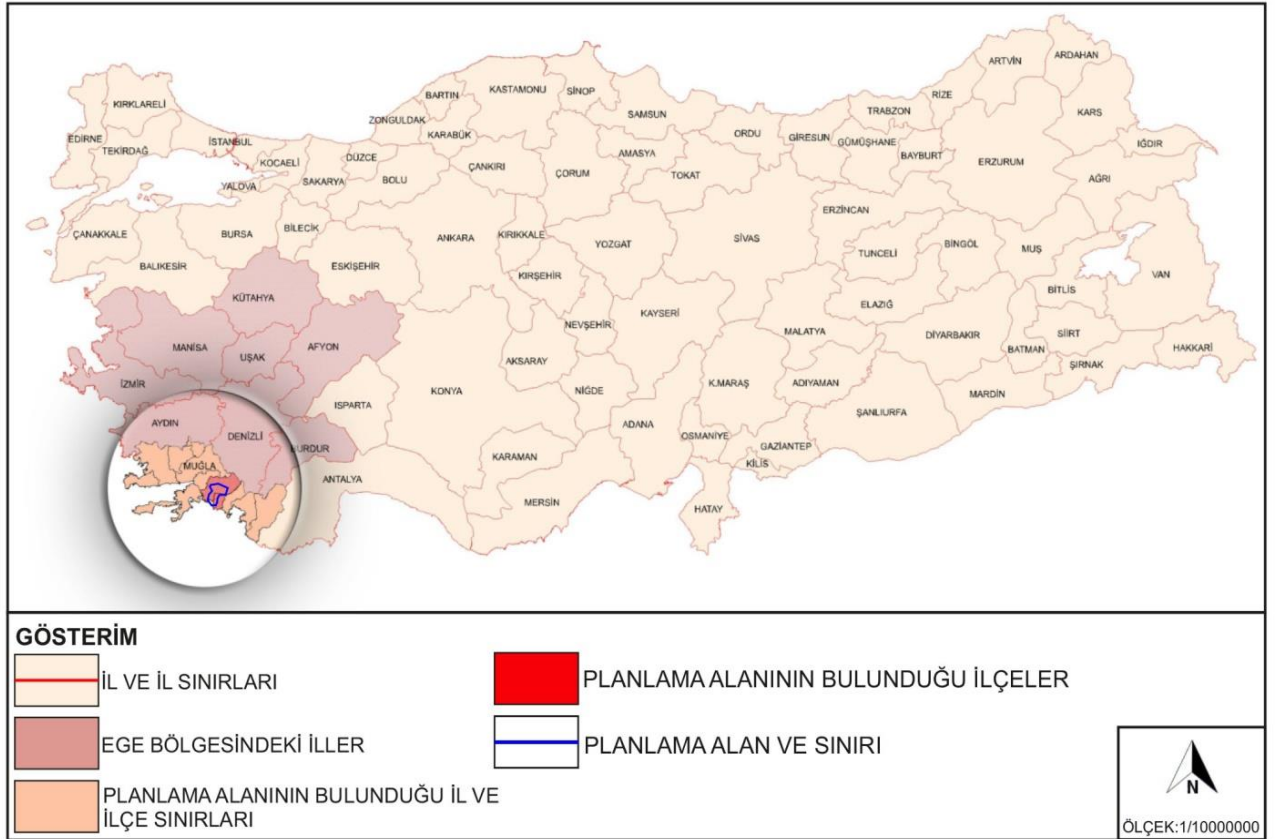 ARTVİN
ARDAHAN
KIRKLARELİ
BARTIN
KASTAMONU
SİNOP
RİZE
TRABZON
KARS
ZONGULDAK
SAMSUN
EDİRNE
İSTANBUL
KARABÜK
ORDU
GİRESUN
GÜMÜŞHANE
IĞDIR
TEKİRDAĞ
KOCAELİ
DÜZCE
AMASYA
BAYBURT
ERZURUM
ÇANKIRI
ÇORUM
TOKAT
YALOVA
SAKARYA
BOLU
AĞRI
ERZİNCAN
ÇANAKKALE
BURSA
BİLECİK
ANKARA
KIRIKKALE
YOZGAT
SİVAS
TUNCELİ
BİNGÖL
MUŞ
BALIKESİR
ESKİŞEHİR
KIRŞEHİR
VAN
BİTLİS
KÜTAHYA
ELAZIĞ
NEVŞEHİR
KAYSERİ
MALATYA
DİYARBAKIR
SİİRT
MANİSA
UŞAK
AFYON
BATMAN
HAKKARİ
AKSARAY
ŞIRNAK
İZMİR
KONYA
NİĞDE
K.MARAŞ
ADIYAMAN
MARDİN
ISPARTA
ŞANLIURFA
AYDIN
DENİZLİ
ADANA
OSMANİYE
BURDUR
GAZİANTEP
KARAMAN
KİLİS
MUĞLA
ANTALYA
MERSİN
HATAY
GÖSTERİM
İL VE İL SINIRLARI
EGE BÖLGESİNDEKİ İLLER
PLANLAMA ALANININ BULUNDUĞU İL VE
İLÇE SINIRLARI
PLANLAMA ALANININ BULUNDUĞU İLÇELER
PLANLAMA ALAN VE SINIRI
N
ÖLÇEK:1/10000000